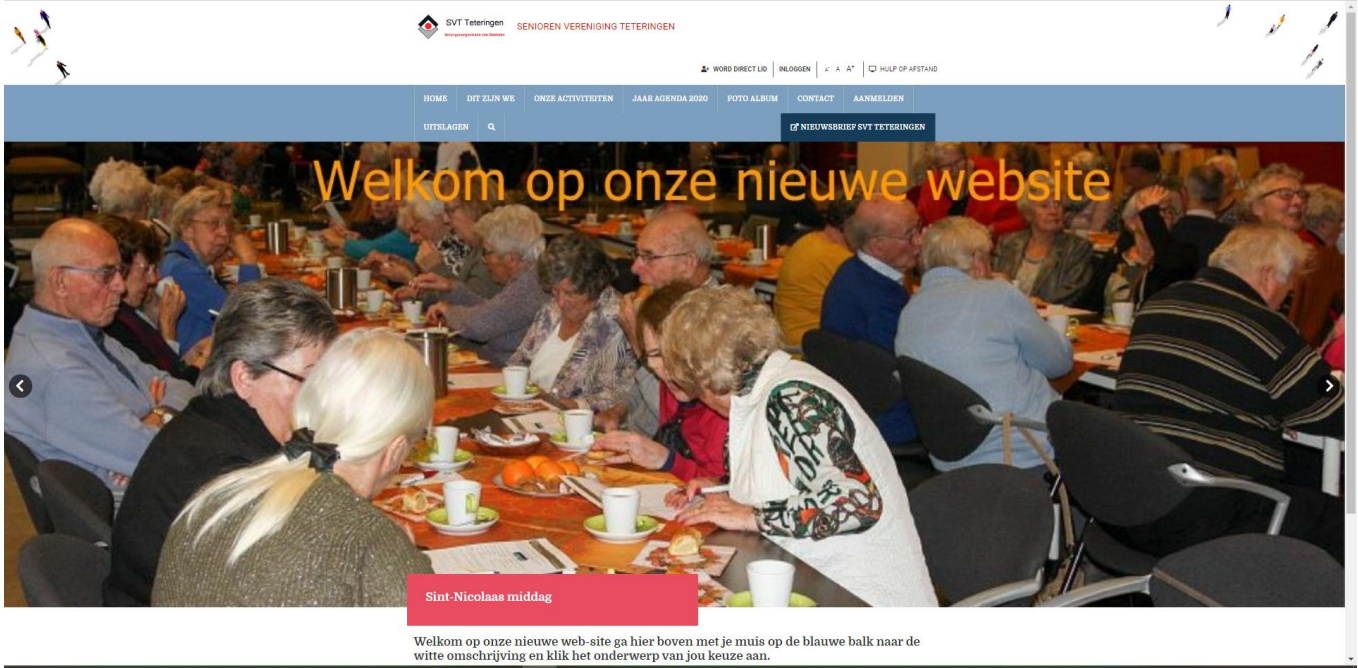 SVT Teteringen
SENIOREN VERENIGING TETERINGEN
WORD DIRECT LID
INLOGGEN
A- A A+
HULP OP AFSTAND
HOME DIT ZIJN WE ONZE ACTIVITEITEN JAAR AGENDA 2020 FOTO ALBUM CONTACT AANMELDEN
UITSLAGEN
NIEUWSBRIEF SVT TETERINGEN
Welkom op onze nieuwe website
Sint-Nicolaas middag
Welkom op onze nieuwe web-site ga hier boven met je muis op de blauwe balk naar de
witte omschrijving en klik het onderwerp van jou keuze aan.